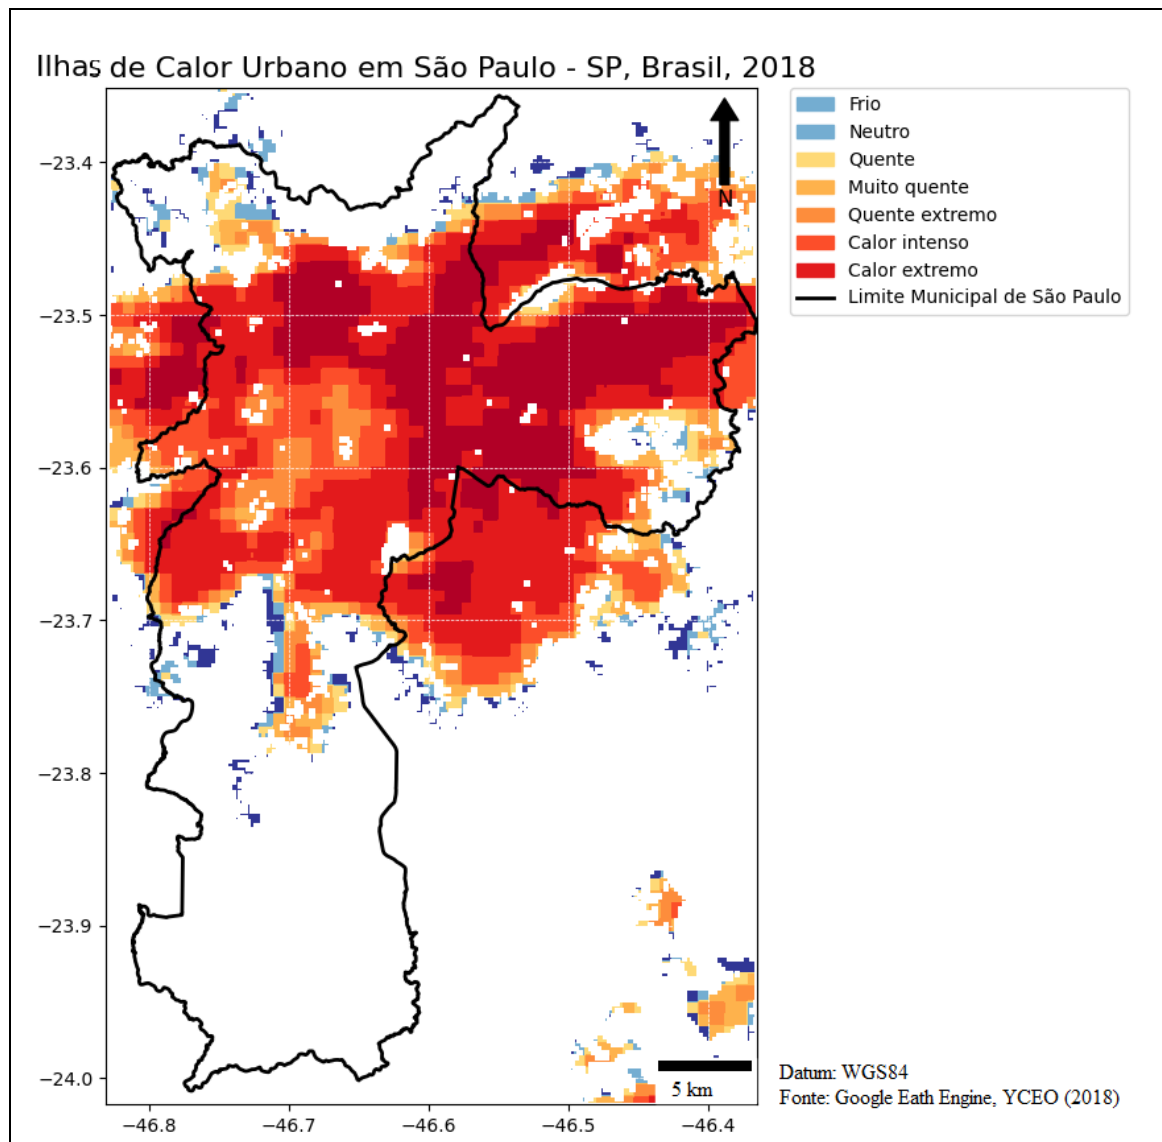 Ilhas de Calor Urbano em São Paulo - SP, Brasil, 2018
Frio
Neutro
Quente
Muito quente
Quente extremo
Calor intenso
Calor extremo
Limite Municipal de São Paulo
N
−23.4
−23.5
−23.6
−23.7
−23.8
−23.9
−24.0
5 km
−46.8
−46.7
−46.6
−46.5
−46.4
Datum: WGS84
Fonte: Google Eath Engine, YCEO (2018)